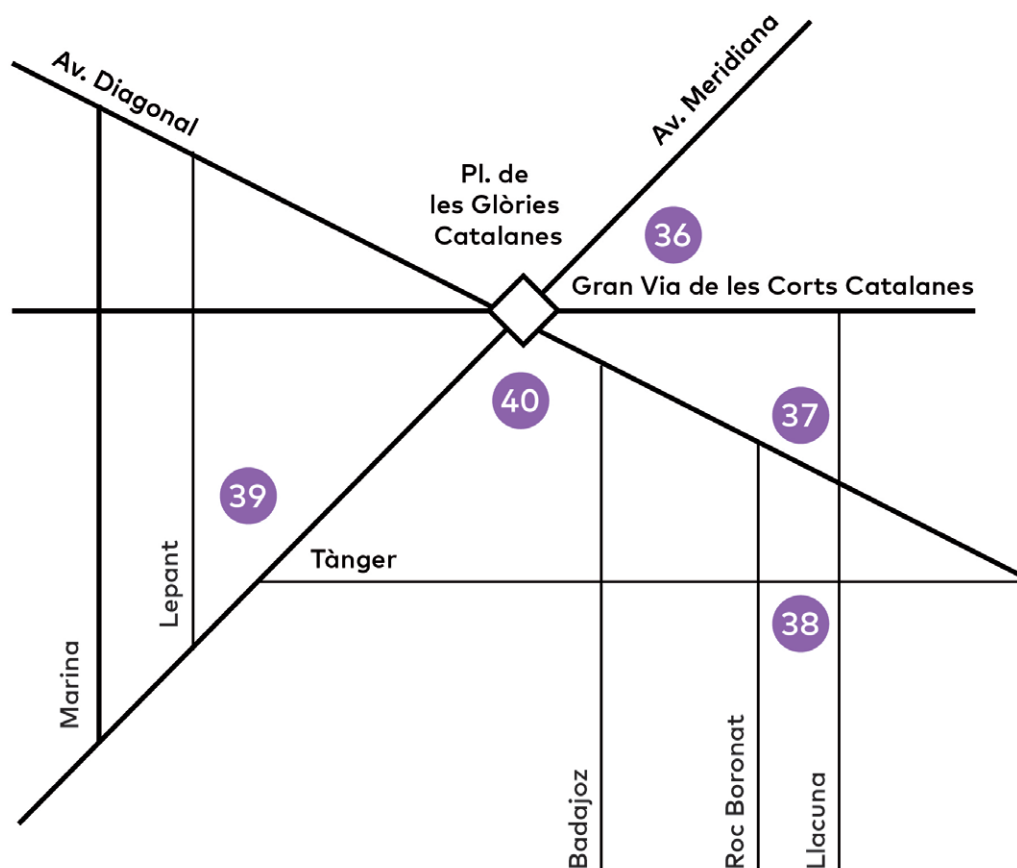 Av. Diagonal
Av. Meridiana
Pl. de
les Glòries
Catalanes
36
Gran Via de les Corts Catalanes
40
37
39
Tànger
Lepant
38
Marina
Badajoz
Roc Boronat
Llacuna